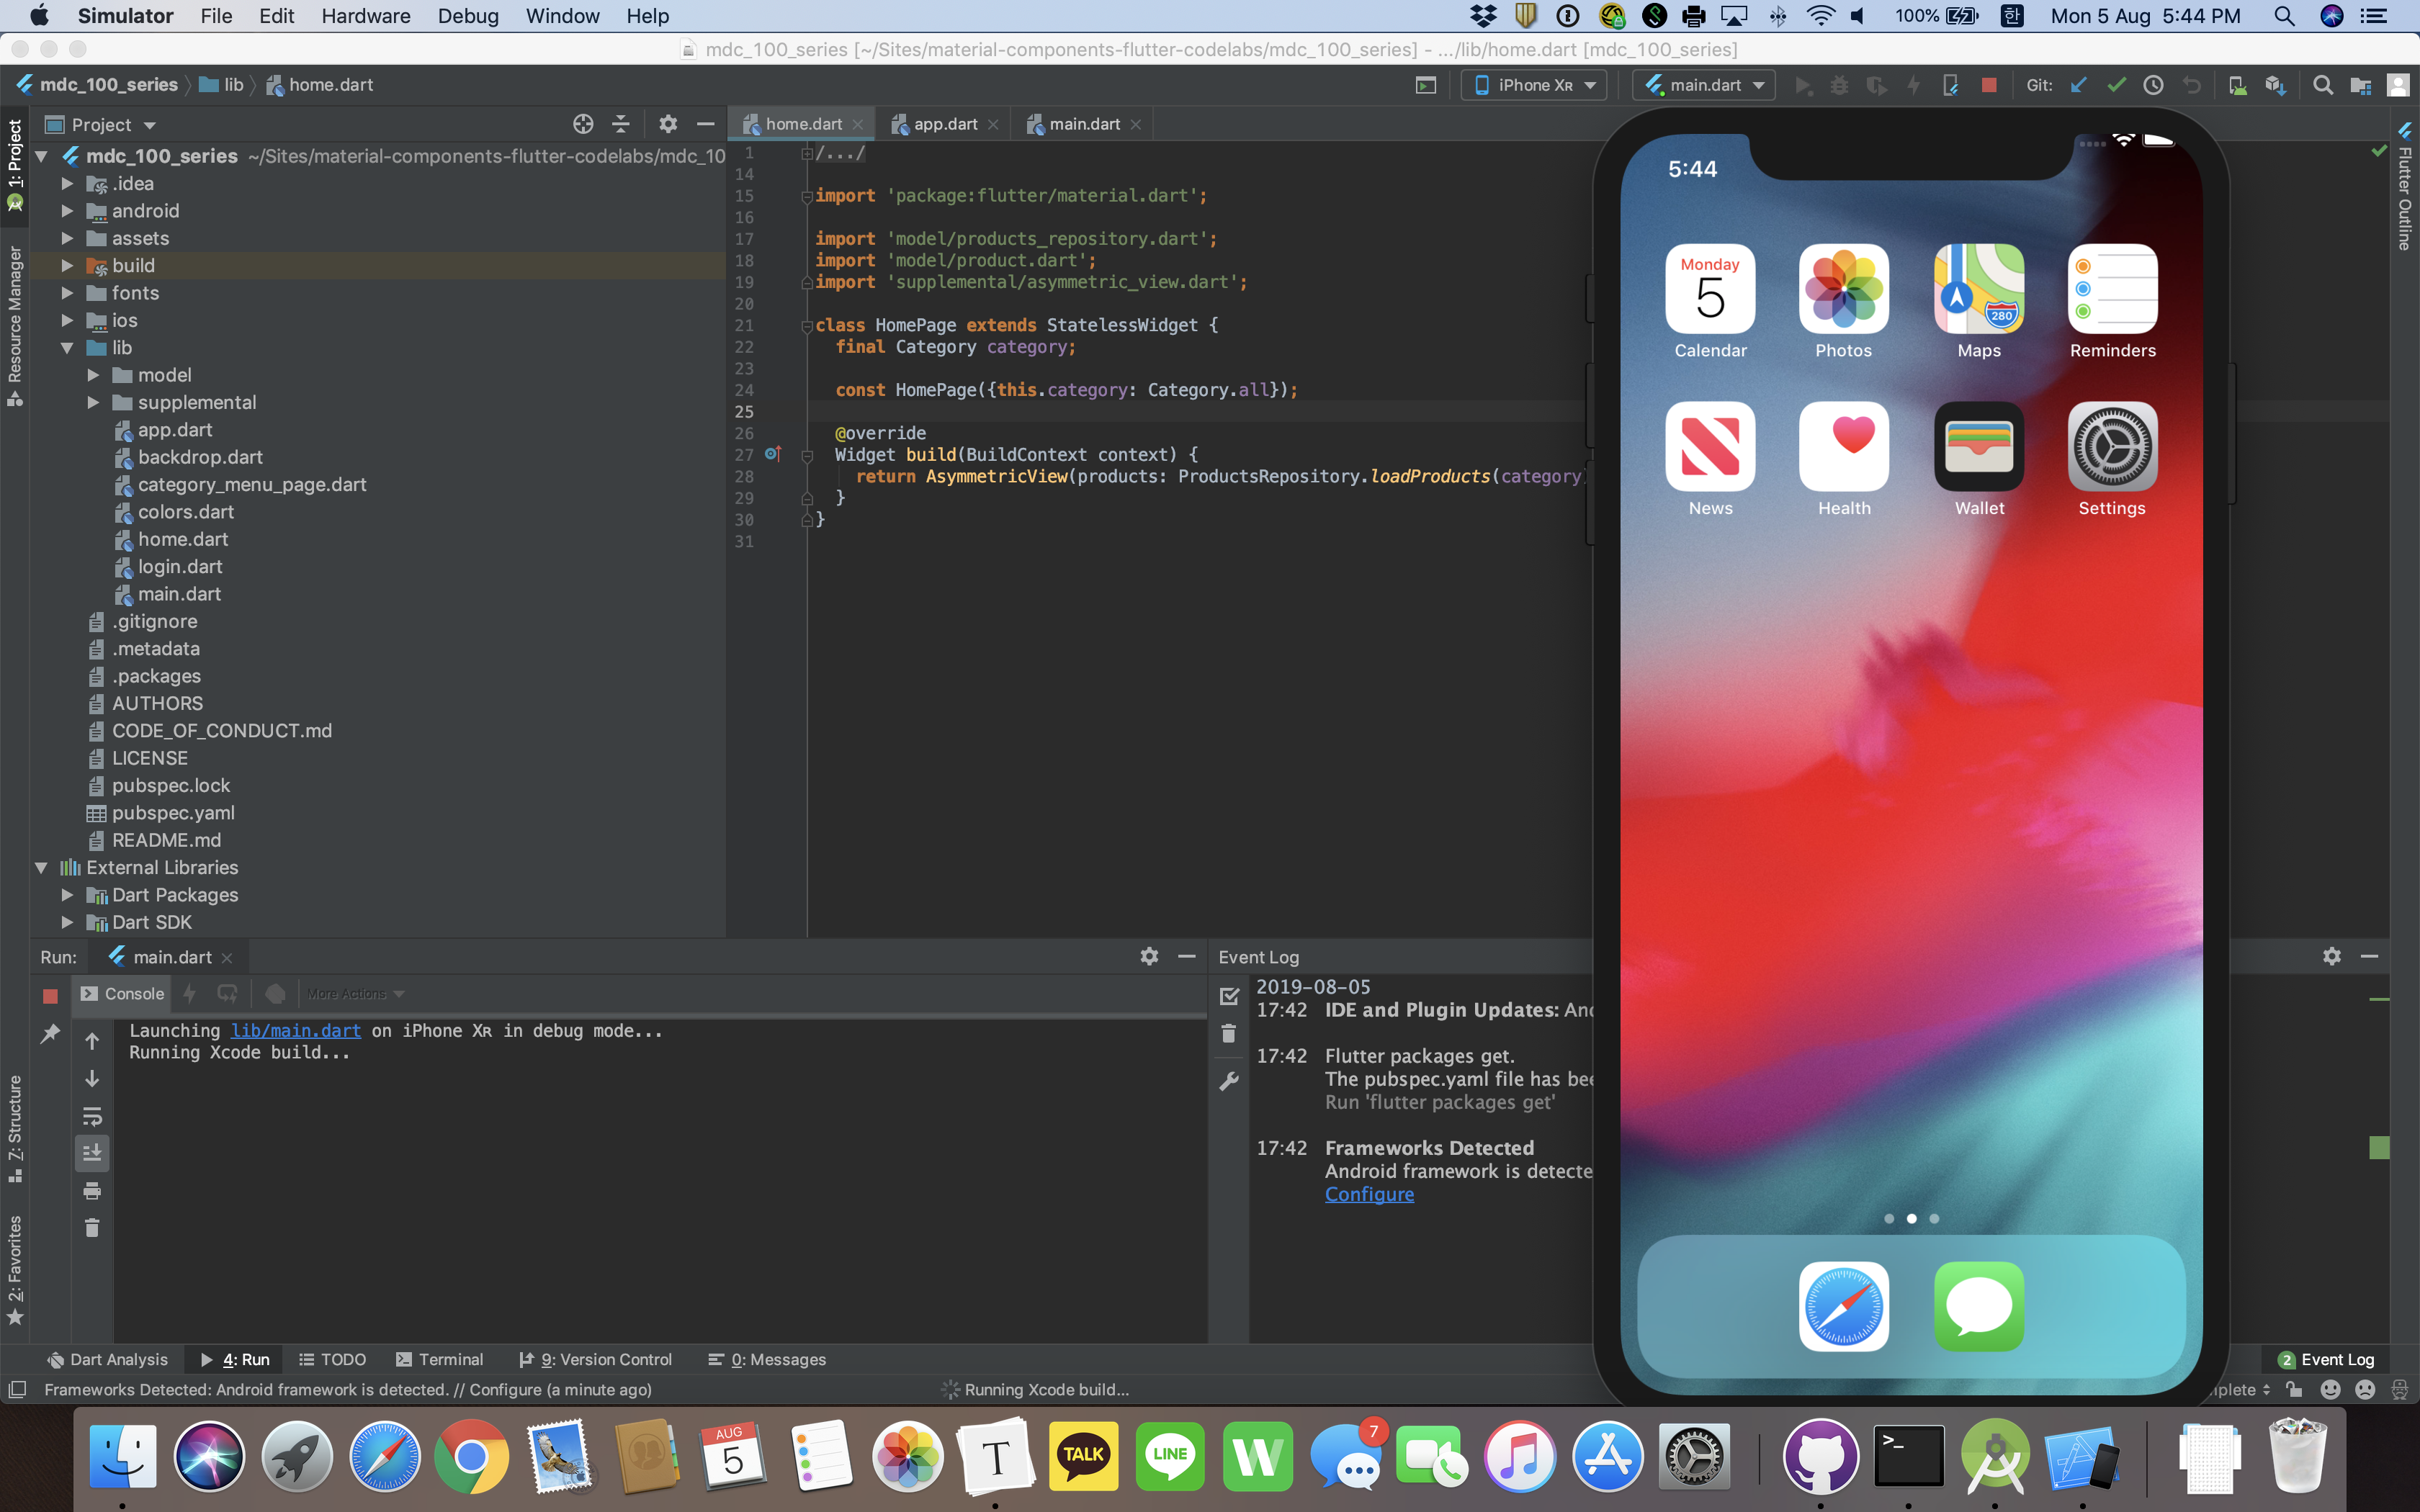 Simulator File Edit Hardware Debug Window Help 100% 한 Mon 5 Aug 5:44 PM
mdc_100_series [~/Sites/material-components-flutter-codelabs/mdc_100_series] - .../lib/home.dart [mdc_100_series]
mdc_100_series lib home.dart iPhone Xʀ main.dart Git:
Project home.dart app.dart main.dart
1: Project
Resource Manager
7: Structure
2: Favorites
Flutter Outline
mdc_100_series ~/Sites/material-components-flutter-codelabs/mdc_10
.idea
android
assets
build
fonts
ios
lib
model
supplemental
app.dart
backdrop.dart
category_menu_page.dart
colors.dart
home.dart
login.dart
main.dart
.gitignore
.metadata
.packages
AUTHORS
CODE_OF_CONDUCT.md
LICENSE
pubspec.lock
pubspec.yaml
README.md
External Libraries
Dart Packages
Dart SDK
1 /.../
14
15 import 'package:flutter/material.dart';
16
17 import 'model/products_repository.dart';
18 import 'model/product.dart';
19 import 'supplemental/asymmetric_view.dart';
20
21 class HomePage extends StatelessWidget {
22 final Category category;
23
24 const HomePage({this.category: Category.all});
25
26 @override
27 Widget build(BuildContext context) {
28 return AsymmetricView(products: ProductsRepository.loadProducts(category
29 }
30 }
31
5:44
Monday
5
280
Calendar Photos Maps Reminders
News Health Wallet Settings
Run: main.dart
Console More Actions
Launching lib/main.dart on iPhone Xʀ in debug mode...
Running Xcode build...
Event Log
2019-08-05
17:42 IDE and Plugin Updates: And
17:42 Flutter packages get.
The pubspec.yaml file has bee
Run 'flutter packages get'
17:42 Frameworks Detected
Android framework is detecte
Configure
Dart Analysis 4: Run TODO Terminal 9: Version Control 0: Messages 2 Event Log
Frameworks Detected: Android framework is detected. // Configure (a minute ago) Running Xcode build... plete
AUG
5
T
TALK
LINE
W
7
>_